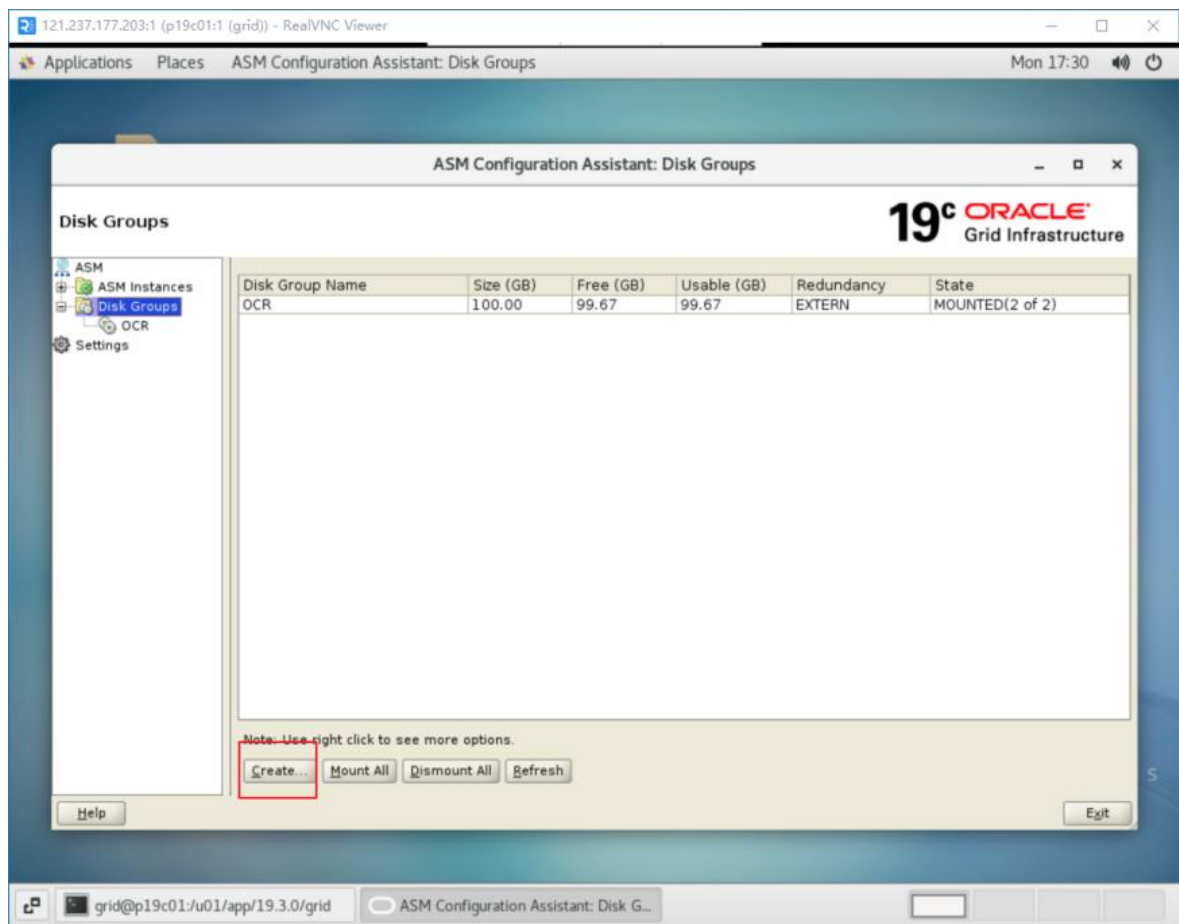 121.237.177.203:1 (p19c01:1 (grid)) - RealVNC Viewer
Applications Places ASM Configuration Assistant: Disk Groups Mon 17:30
ASM Configuration Assistant: Disk Groups
Disk Groups
19c ORACLE
Grid Infrastructure
ASM
ASM Instances
Disk Groups
OCR
Settings
Disk Group Name Size (GB) Free (GB) Usable (GB) Redundancy State
OCR 100.00 99.67 99.67 EXTERN MOUNTED(2 of 2)
Note: Use right click to see more options.
Create... Mount All Dismount All Refresh
S
Help Exit
grid@p19c01:/u01/app/19.3.0/grid ASM Configuration Assistant: Disk G...